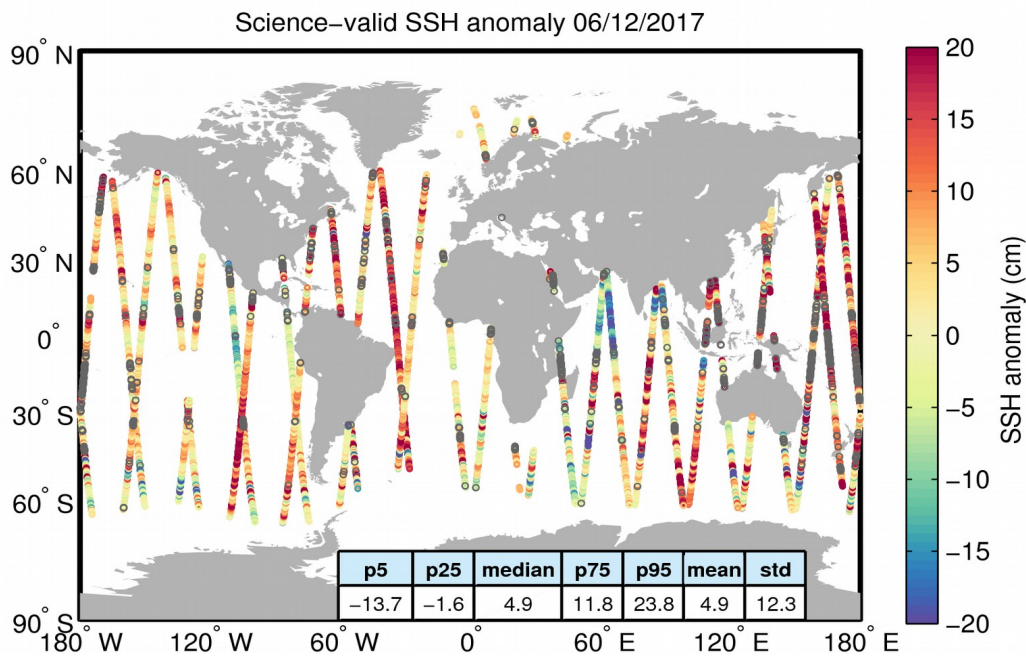 Science−valid SSH anomaly 06/12/2017
90° N
60° N
30° N
0°
30° S
60° S
90° S
180° W
120° W
60° W
0°
60° E
120° E
180° E
p5 p25 median p75 p95 mean std
−13.7 −1.6 4.9 11.8 23.8 4.9 12.3
20
15
10
5
0
−5
−10
−15
−20
SSH anomaly (cm)